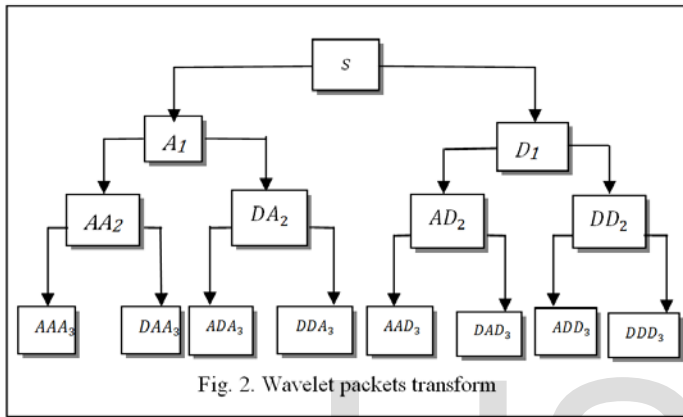 S
A₁ D₁
AA₂ DA₂ AD₂ DD₂
AAA₃ DAA₃ ADA₃ DDA₃ AAD₃ DAD₃ ADD₃ DDD₃
Fig. 2. Wavelet packets transform